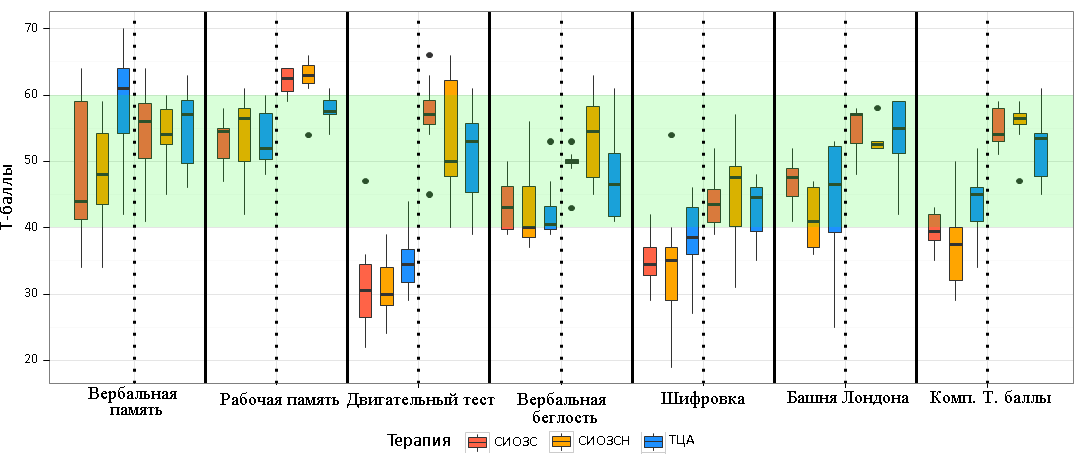 70
60
50
40
30
20
Т-баллы
Вербальная
память
Рабочая память
Двигательный тест
Вербальная
беглость
Шифровка
Башня Лондона
Комп. Т. баллы
Терапия СИОЗС СИОЗСН ТЦА